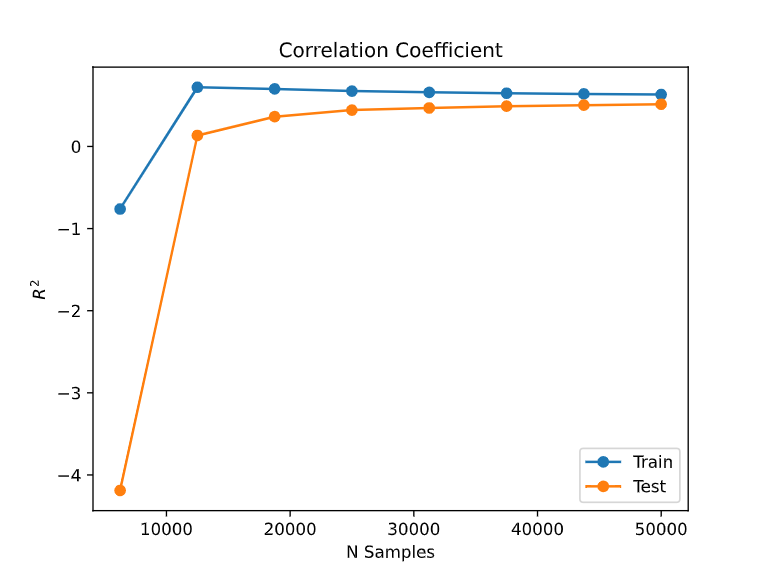 Correlation Coefficient
0
−1
−2
−3
−4
R²
10000 20000 30000 40000 50000
N Samples
Train
Test